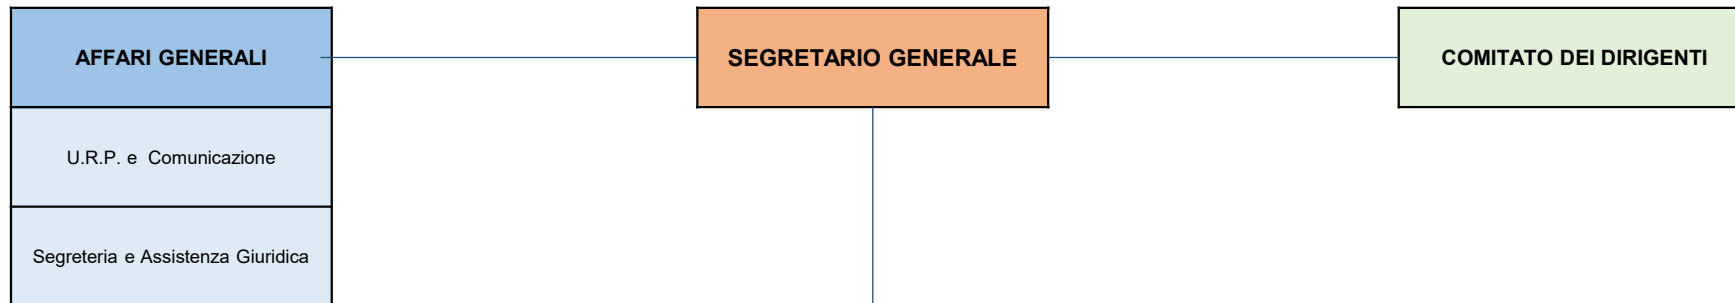 AFFARI GENERALI
SEGRETARIO GENERALE
COMITATO DEI DIRIGENTI
U.R.P. e Comunicazione
Segreteria e Assistenza Giuridica